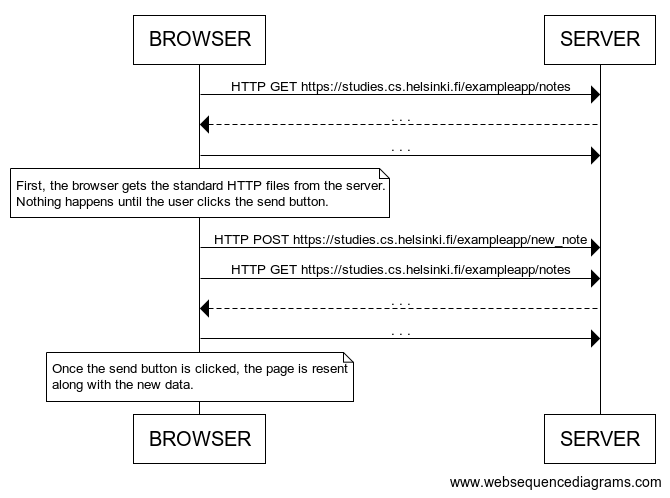 BROWSER
SERVER
HTTP GET https://studies.cs.helsinki.fi/exampleapp/notes
. . .
. . .
First, the browser gets the standard HTTP files from the server.
Nothing happens until the user clicks the send button.
HTTP POST https://studies.cs.helsinki.fi/exampleapp/new_note
HTTP GET https://studies.cs.helsinki.fi/exampleapp/notes
. . .
. . .
Once the send button is clicked, the page is resent
along with the new data.
BROWSER
SERVER
www.websequencediagrams.com